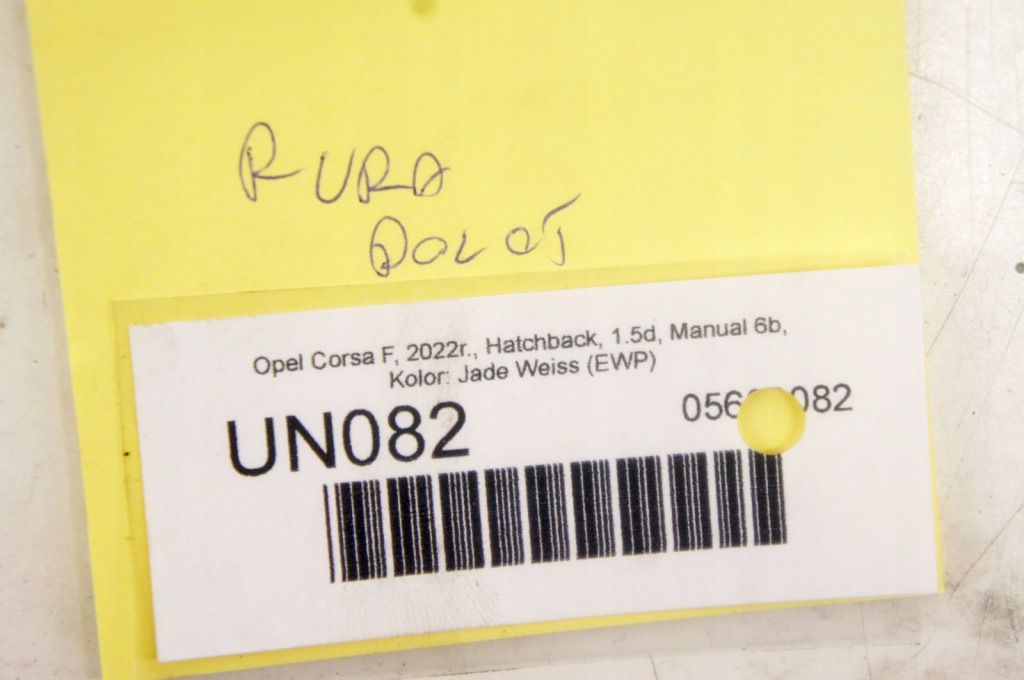 RURA
DOLOT
Opel Corsa F, 2022r., Hatchback, 1.5d, Manual 6b,
Kolor: Jade Weiss (EWP)
UN082